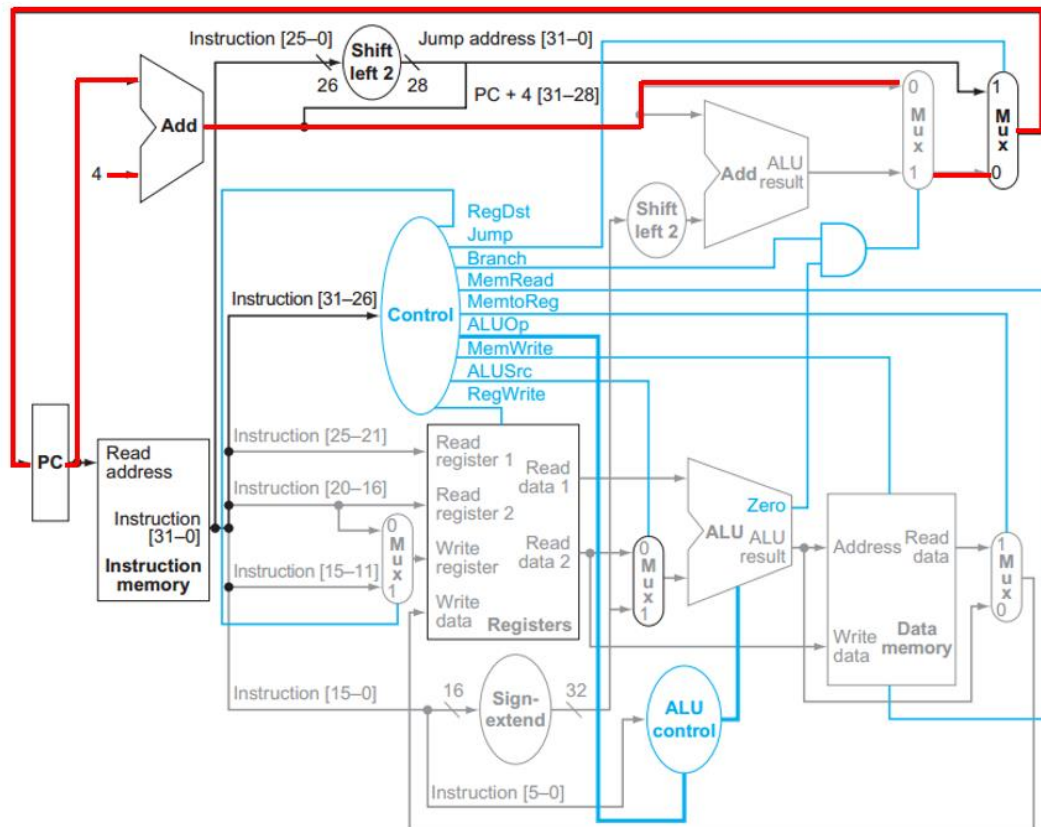 Instruction [25–0]
Shift
left 2
Jump address [31–0]
26
28
PC + 4 [31–28]
Add
4
0
M
u
x
1
1
M
u
x
0
Add
ALU
result
Shift
left 2
RegDst
Jump
Branch
MemRead
MemtoReg
ALUOp
MemWrite
ALUSrc
RegWrite
Instruction [31–26]
Control
PC
Read
address
Instruction
[31–0]
Instruction
memory
Instruction [25–21]
Instruction [20–16]
Instruction [15–11]
0
M
u
x
1
Read
register 1
Read
register 2
Write
register
Write
data
Read
data 1
Read
data 2
Registers
0
M
u
x
1
Zero
ALU
ALU
result
Address
Read
data
Write
data
Data
memory
1
M
u
x
0
Instruction [15–0]
16
Sign-
extend
32
ALU
control
Instruction [5–0]